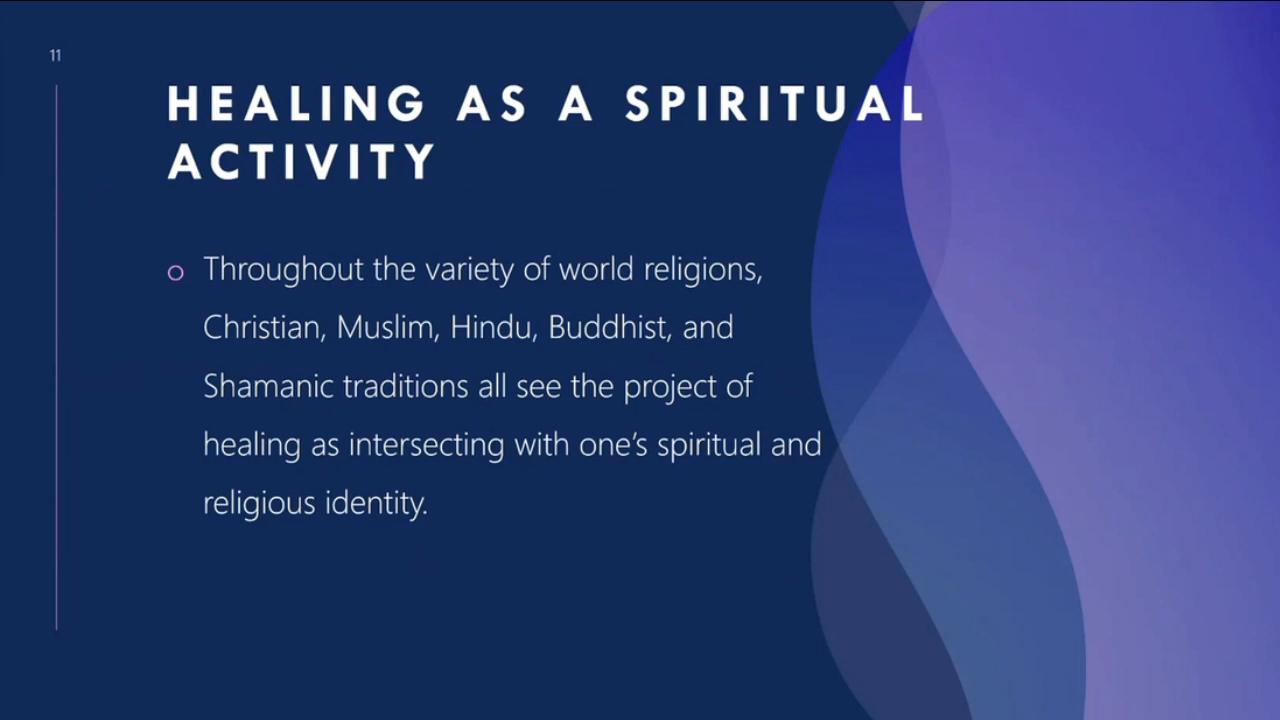 11
HEALING AS A SPIRITUAL
ACTIVITY
Throughout the variety of world religions,
Christian, Muslim, Hindu, Buddhist, and
Shamanic traditions all see the project of
healing as intersecting with one’s spiritual and
religious identity.